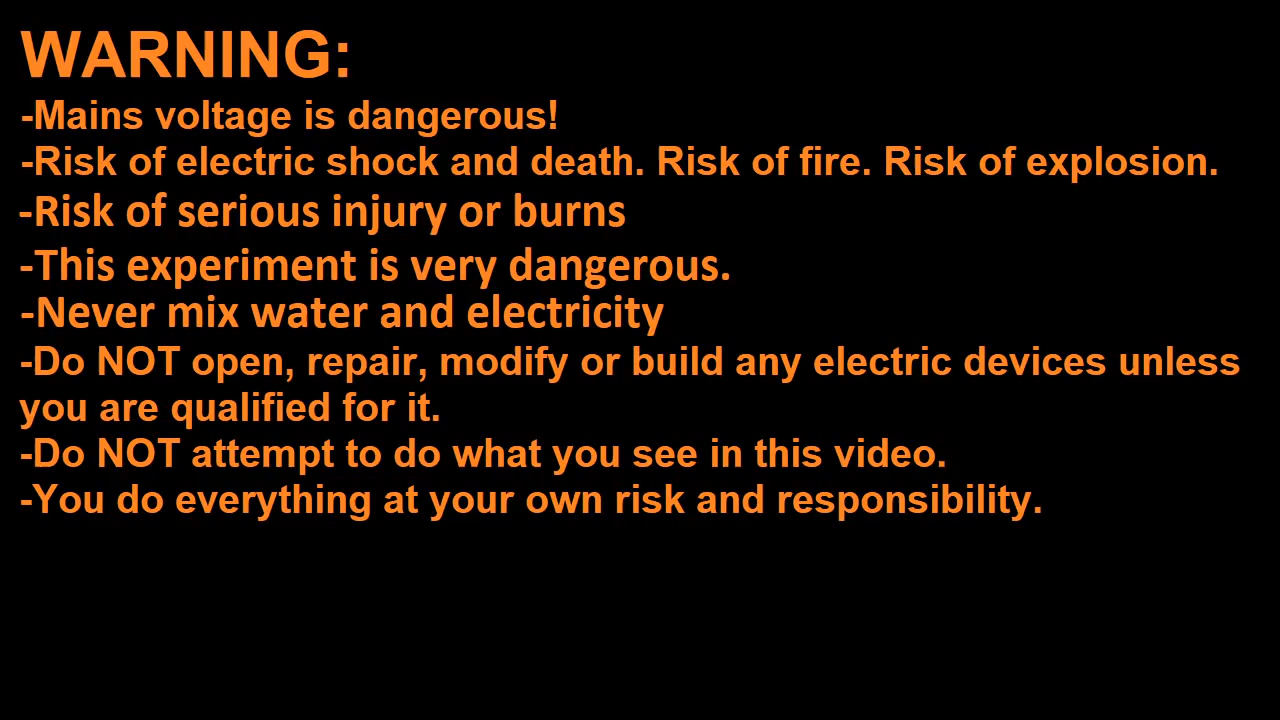 WARNING:
-Mains voltage is dangerous!
-Risk of electric shock and death. Risk of fire. Risk of explosion.
-Risk of serious injury or burns
-This experiment is very dangerous.
-Never mix water and electricity
-Do NOT open, repair, modify or build any electric devices unless
you are qualified for it.
-Do NOT attempt to do what you see in this video.
-You do everything at your own risk and responsibility.